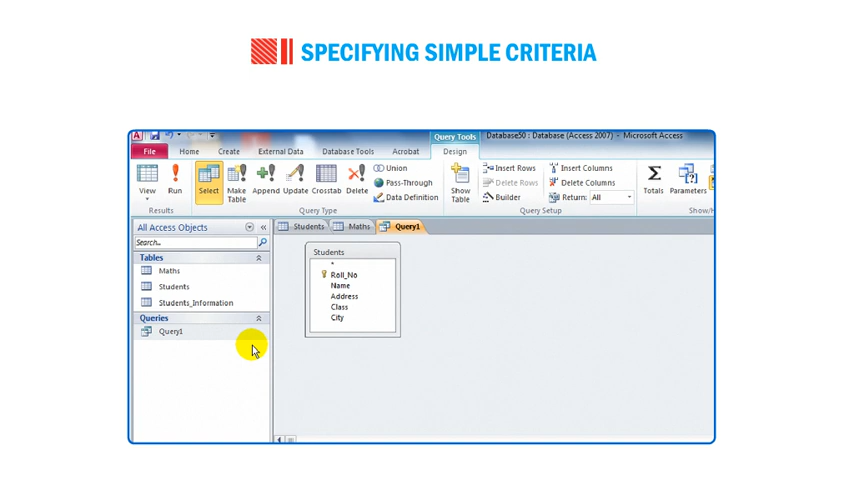 SPECIFYING SIMPLE CRITERIA
Query Tools Database50 : Database (Access 2007) - Microsoft Access
File Home Create External Data Database Tools Acrobat Design
View Run Select Make Table Append Update Crosstab Delete
Union
Pass-Through
Data Definition
Show Table
Insert Rows
Delete Rows
Builder
Insert Columns
Delete Columns
Return: All
Totals Parameters
Results Query Type Query Setup Show/H
All Access Objects
Search...
Tables
Maths
Students
Students_Information
Queries
Query1
Students Maths Query1
Students
*
Roll_No
Name
Address
Class
City